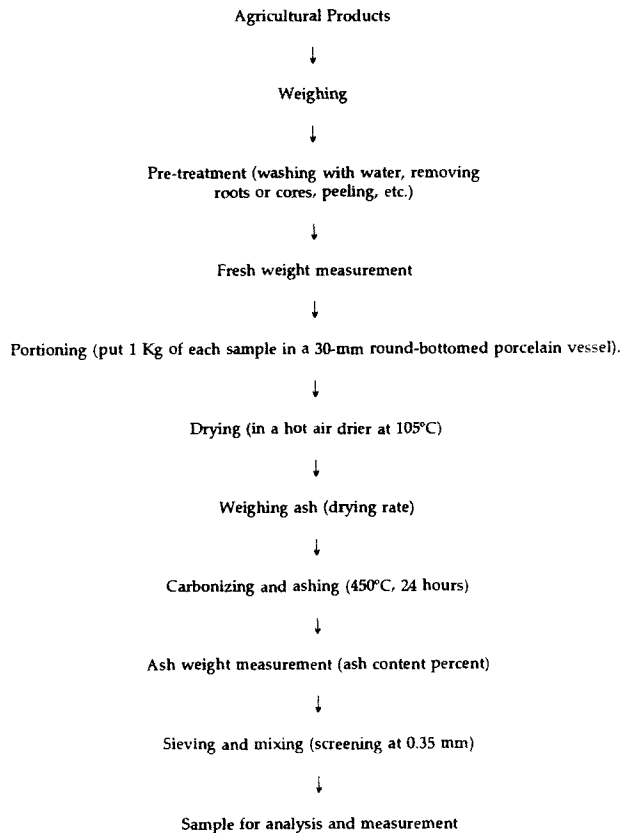 Agricultural Products
↓
Weighing
↓
Pre-treatment (washing with water, removing
roots or cores, peeling, etc.)
↓
Fresh weight measurement
↓
Portioning (put 1 Kg of each sample in a 30-mm round-bottomed porcelain vessel).
↓
Drying (in a hot air drier at 105°C)
↓
Weighing ash (drying rate)
↓
Carbonizing and ashing (450°C, 24 hours)
↓
Ash weight measurement (ash content percent)
↓
Sieving and mixing (screening at 0.35 mm)
↓
Sample for analysis and measurement